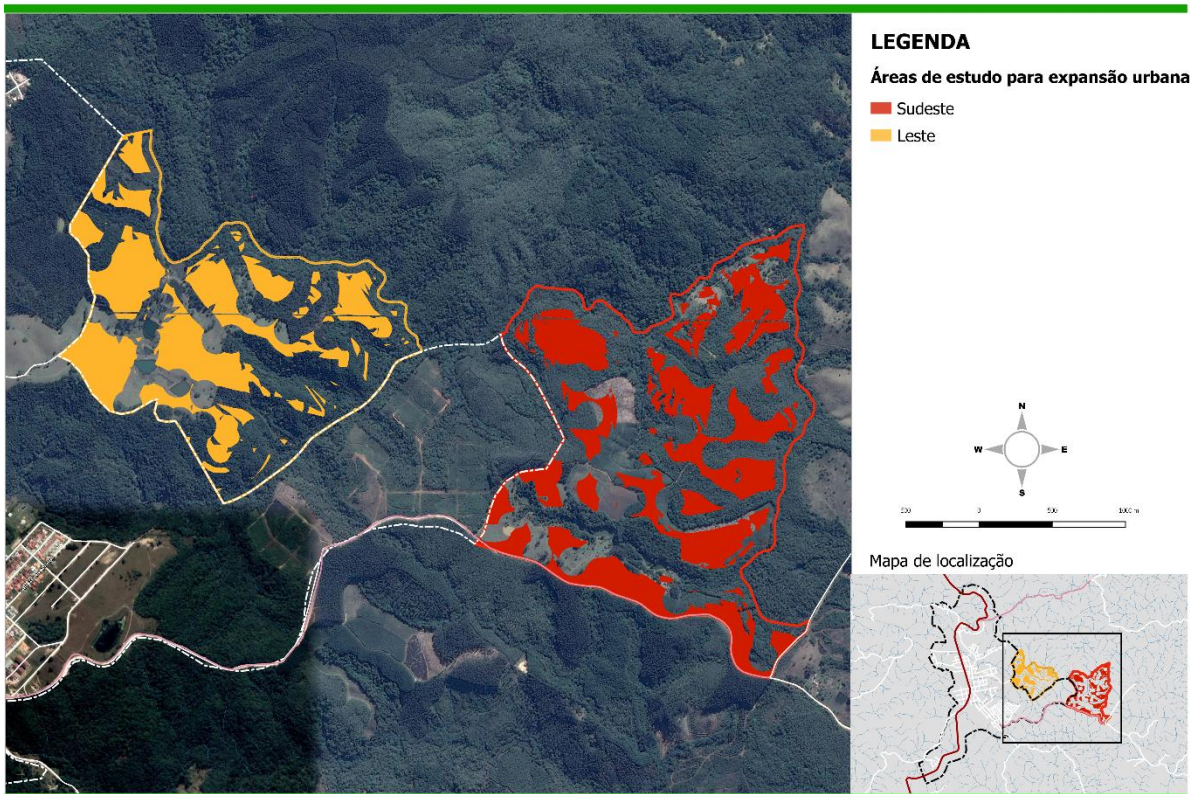 LEGENDA
Áreas de estudo para expansão urbana
Sudeste
Leste
N
W
E
S
500 0 500 1000 m
Mapa de localização